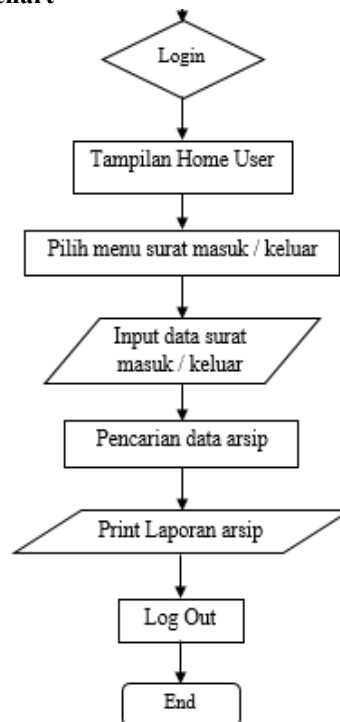 Login
Tampilan Home User
Pilih menu surat masuk / keluar
Input data surat
masuk / keluar
Pencarian data arsip
Print Laporan arsip
Log Out
End